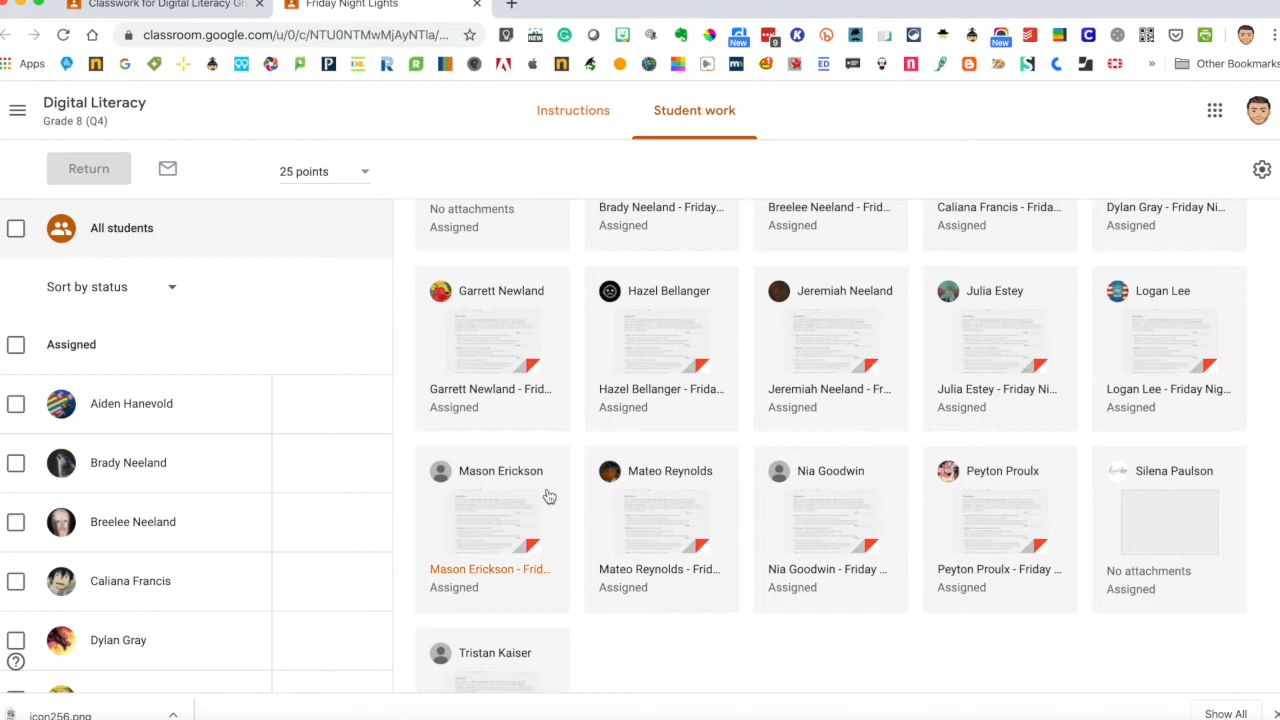 Classwork for Digital Literacy Gr
Friday Night Lights
classroom.google.com/u/0/c/NTU0NTMwMjAyNTla/...
New
NEW
9
New
New
Apps
Other Bookmarks
Digital Literacy
Grade 8 (Q4)
Instructions
Student work
Return
25 points
All students
Sort by status
Assigned
Aiden Hanevold
Brady Neeland
Breelee Neeland
Caliana Francis
Dylan Gray
No attachments
Assigned
Brady Neeland - Friday...
Assigned
Breelee Neeland - Frid...
Assigned
Caliana Francis - Frida...
Assigned
Dylan Gray - Friday Ni...
Assigned
Garrett Newland
Garrett Newland - Frid...
Assigned
Hazel Bellanger
Hazel Bellanger - Frida...
Assigned
Jeremiah Neeland
Jeremiah Neeland - Fr...
Assigned
Julia Estey
Julia Estey - Friday Ni...
Assigned
Logan Lee
Logan Lee - Friday Nig...
Assigned
Mason Erickson
Mason Erickson - Frid...
Assigned
Mateo Reynolds
Mateo Reynolds - Frid...
Assigned
Nia Goodwin
Nia Goodwin - Friday ...
Assigned
Peyton Proulx
Peyton Proulx - Friday ...
Assigned
Silena Paulson
No attachments
Assigned
Tristan Kaiser
icon256.png
Show All